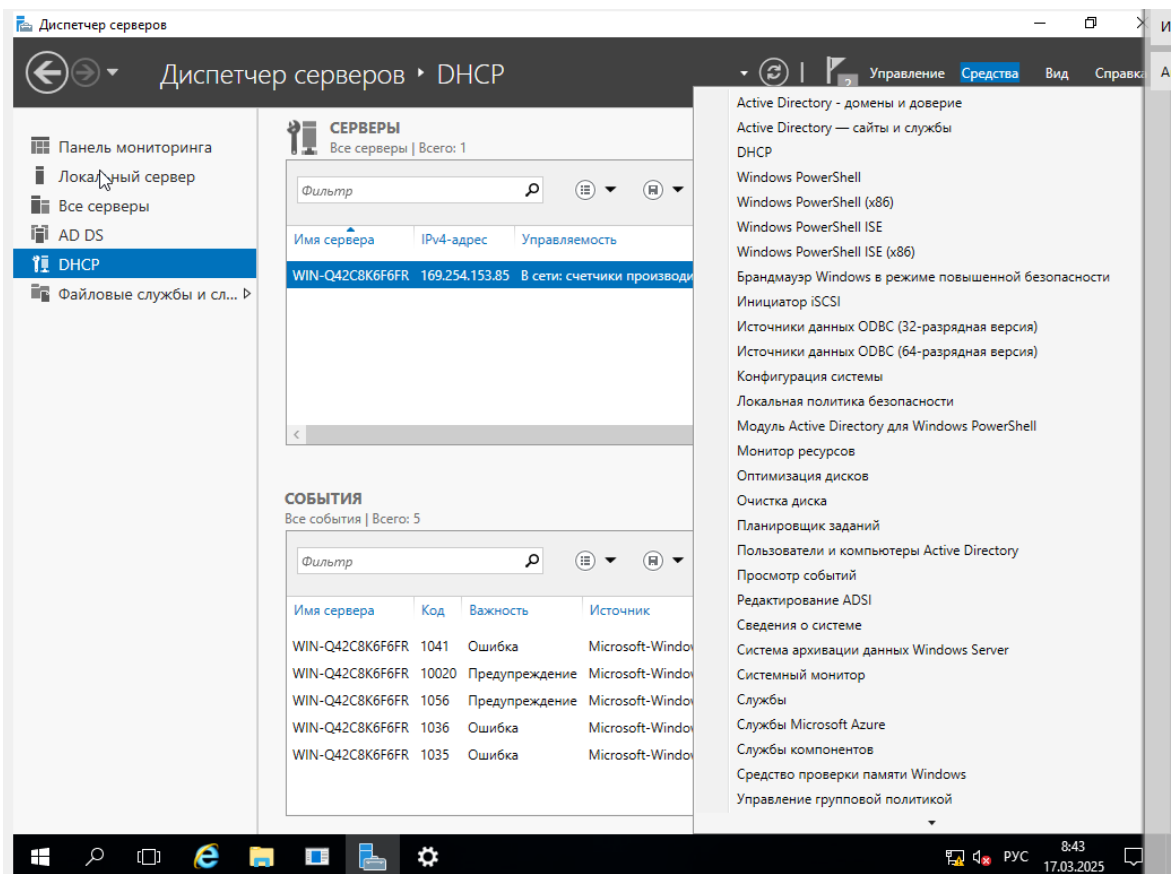 Диспетчер серверов
Диспетчер серверов • DHCP
Управление Средства Вид Справка
2
Панель мониторинга
Локальный сервер
Все серверы
AD DS
DHCP
Файловые службы и сл...
СЕРВЕРЫ
Все серверы | Всего: 1
Фильтр
Имя сервера IPv4-адрес Управляемость
WIN-Q42C8K6F6FR 169.254.153.85 В сети: счетчики производи
СОБЫТИЯ
Все события | Всего: 5
Фильтр
Имя сервера Код Важность Источник
WIN-Q42C8K6F6FR 1041 Ошибка Microsoft-Windov
WIN-Q42C8K6F6FR 10020 Предупреждение Microsoft-Windov
WIN-Q42C8K6F6FR 1056 Предупреждение Microsoft-Windov
WIN-Q42C8K6F6FR 1036 Ошибка Microsoft-Windov
WIN-Q42C8K6F6FR 1035 Ошибка Microsoft-Windov
Active Directory - домены и доверие
Active Directory — сайты и службы
DHCP
Windows PowerShell
Windows PowerShell (x86)
Windows PowerShell ISE
Windows PowerShell ISE (x86)
Брандмауэр Windows в режиме повышенной безопасности
Инициатор iSCSI
Источники данных ODBC (32-разрядная версия)
Источники данных ODBC (64-разрядная версия)
Конфигурация системы
Локальная политика безопасности
Модуль Active Directory для Windows PowerShell
Монитор ресурсов
Оптимизация дисков
Очистка диска
Планировщик заданий
Пользователи и компьютеры Active Directory
Просмотр событий
Редактирование ADSI
Сведения о системе
Система архивации данных Windows Server
Системный монитор
Службы
Службы Microsoft Azure
Службы компонентов
Средство проверки памяти Windows
Управление групповой политикой
И
А
РУС
8:43
17.03.2025